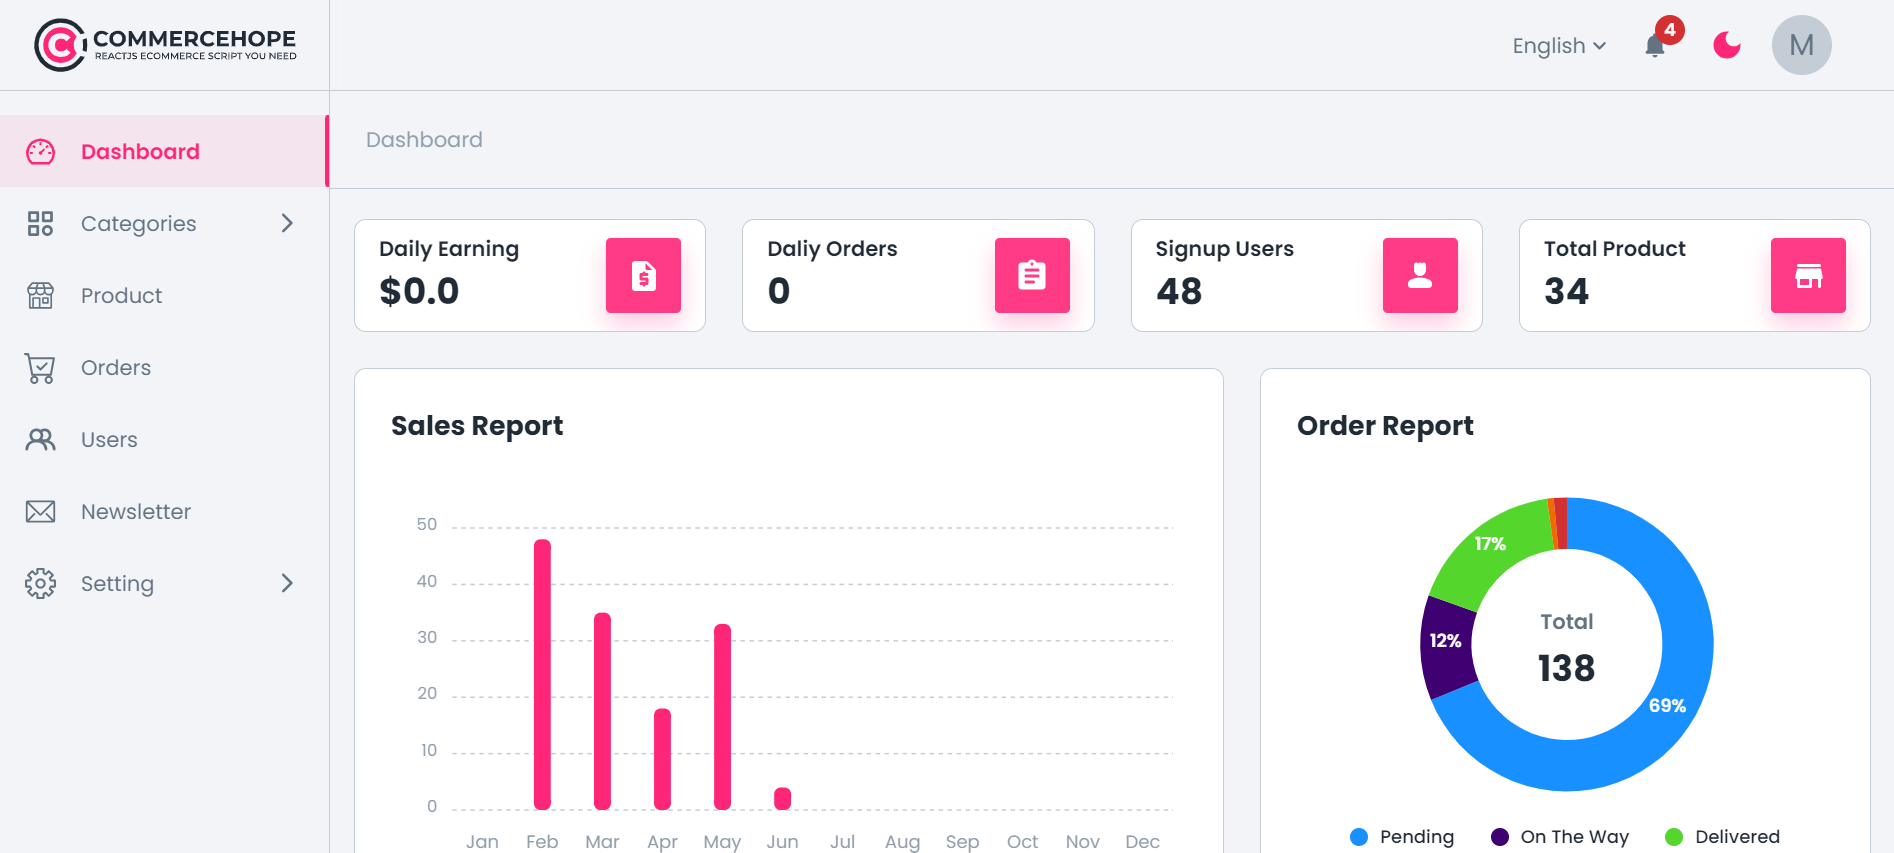 COMMERCEHOPE
REACTJS ECOMMERCE SCRIPT YOU NEED
English
4
M
Dashboard
Categories
Product
Orders
Users
Newsletter
Setting
Dashboard
Daily Earning
$0.0
Daliy Orders
0
Signup Users
48
Total Product
34
Sales Report
50
40
30
20
10
0
Jan Feb Mar Apr May Jun Jul Aug Sep Oct Nov Dec
Order Report
17%
12%
69%
Total
138
Pending On The Way Delivered